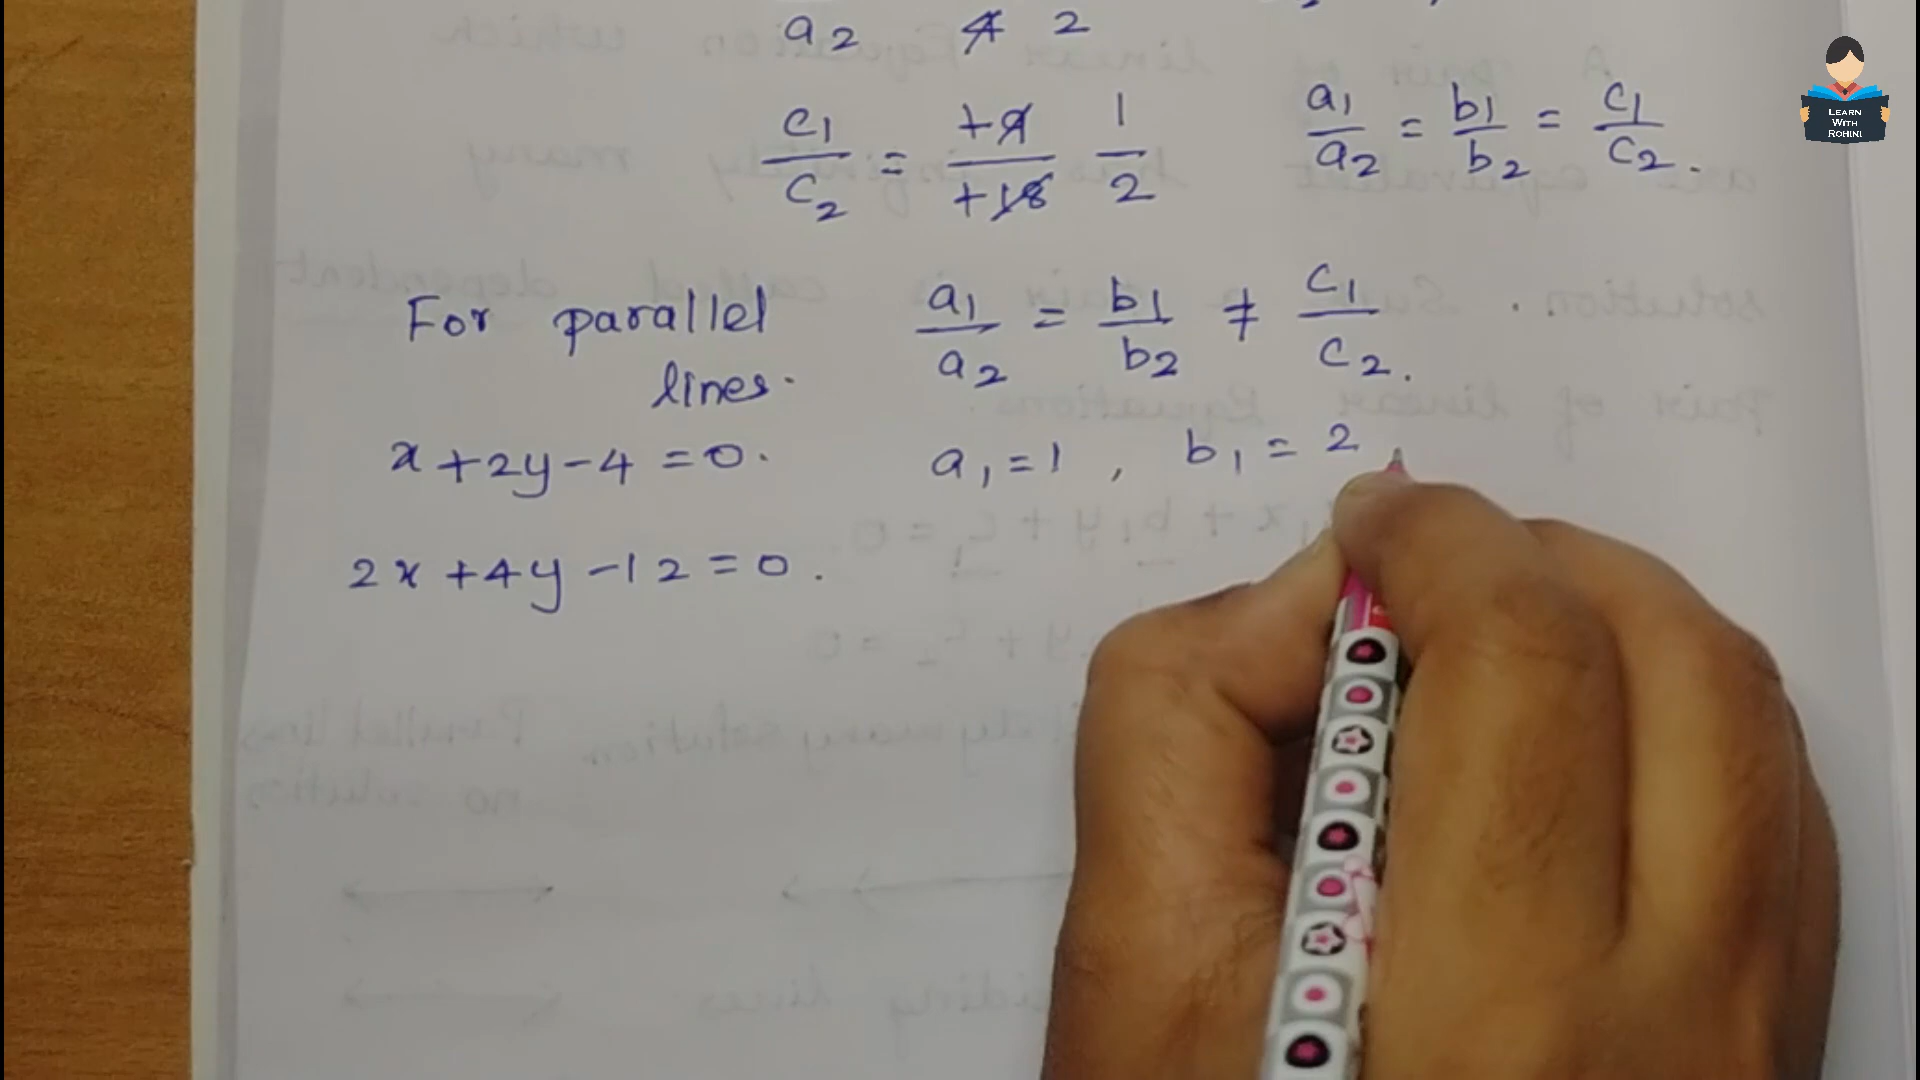 a2 4 2
c1/c2 = +9/+18 1/2
a1/a2 = b1/b2 = c1/c2.
For parallel lines. a1/a2 = b1/b2 ≠ c1/c2.
x+2y-4=0. a1=1, b1=2
2x+4y-12=0.
LEARN
WITH
ROHINI